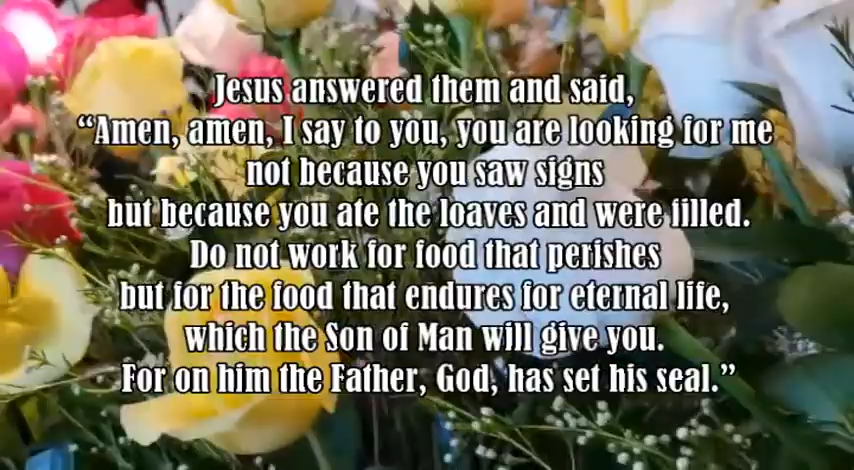 Jesus answered them and said,
“Amen, amen, I say to you, you are looking for me
not because you saw signs
but because you ate the loaves and were filled.
Do not work for food that perishes
but for the food that endures for eternal life,
which the Son of Man will give you.
For on him the Father, God, has set his seal.”